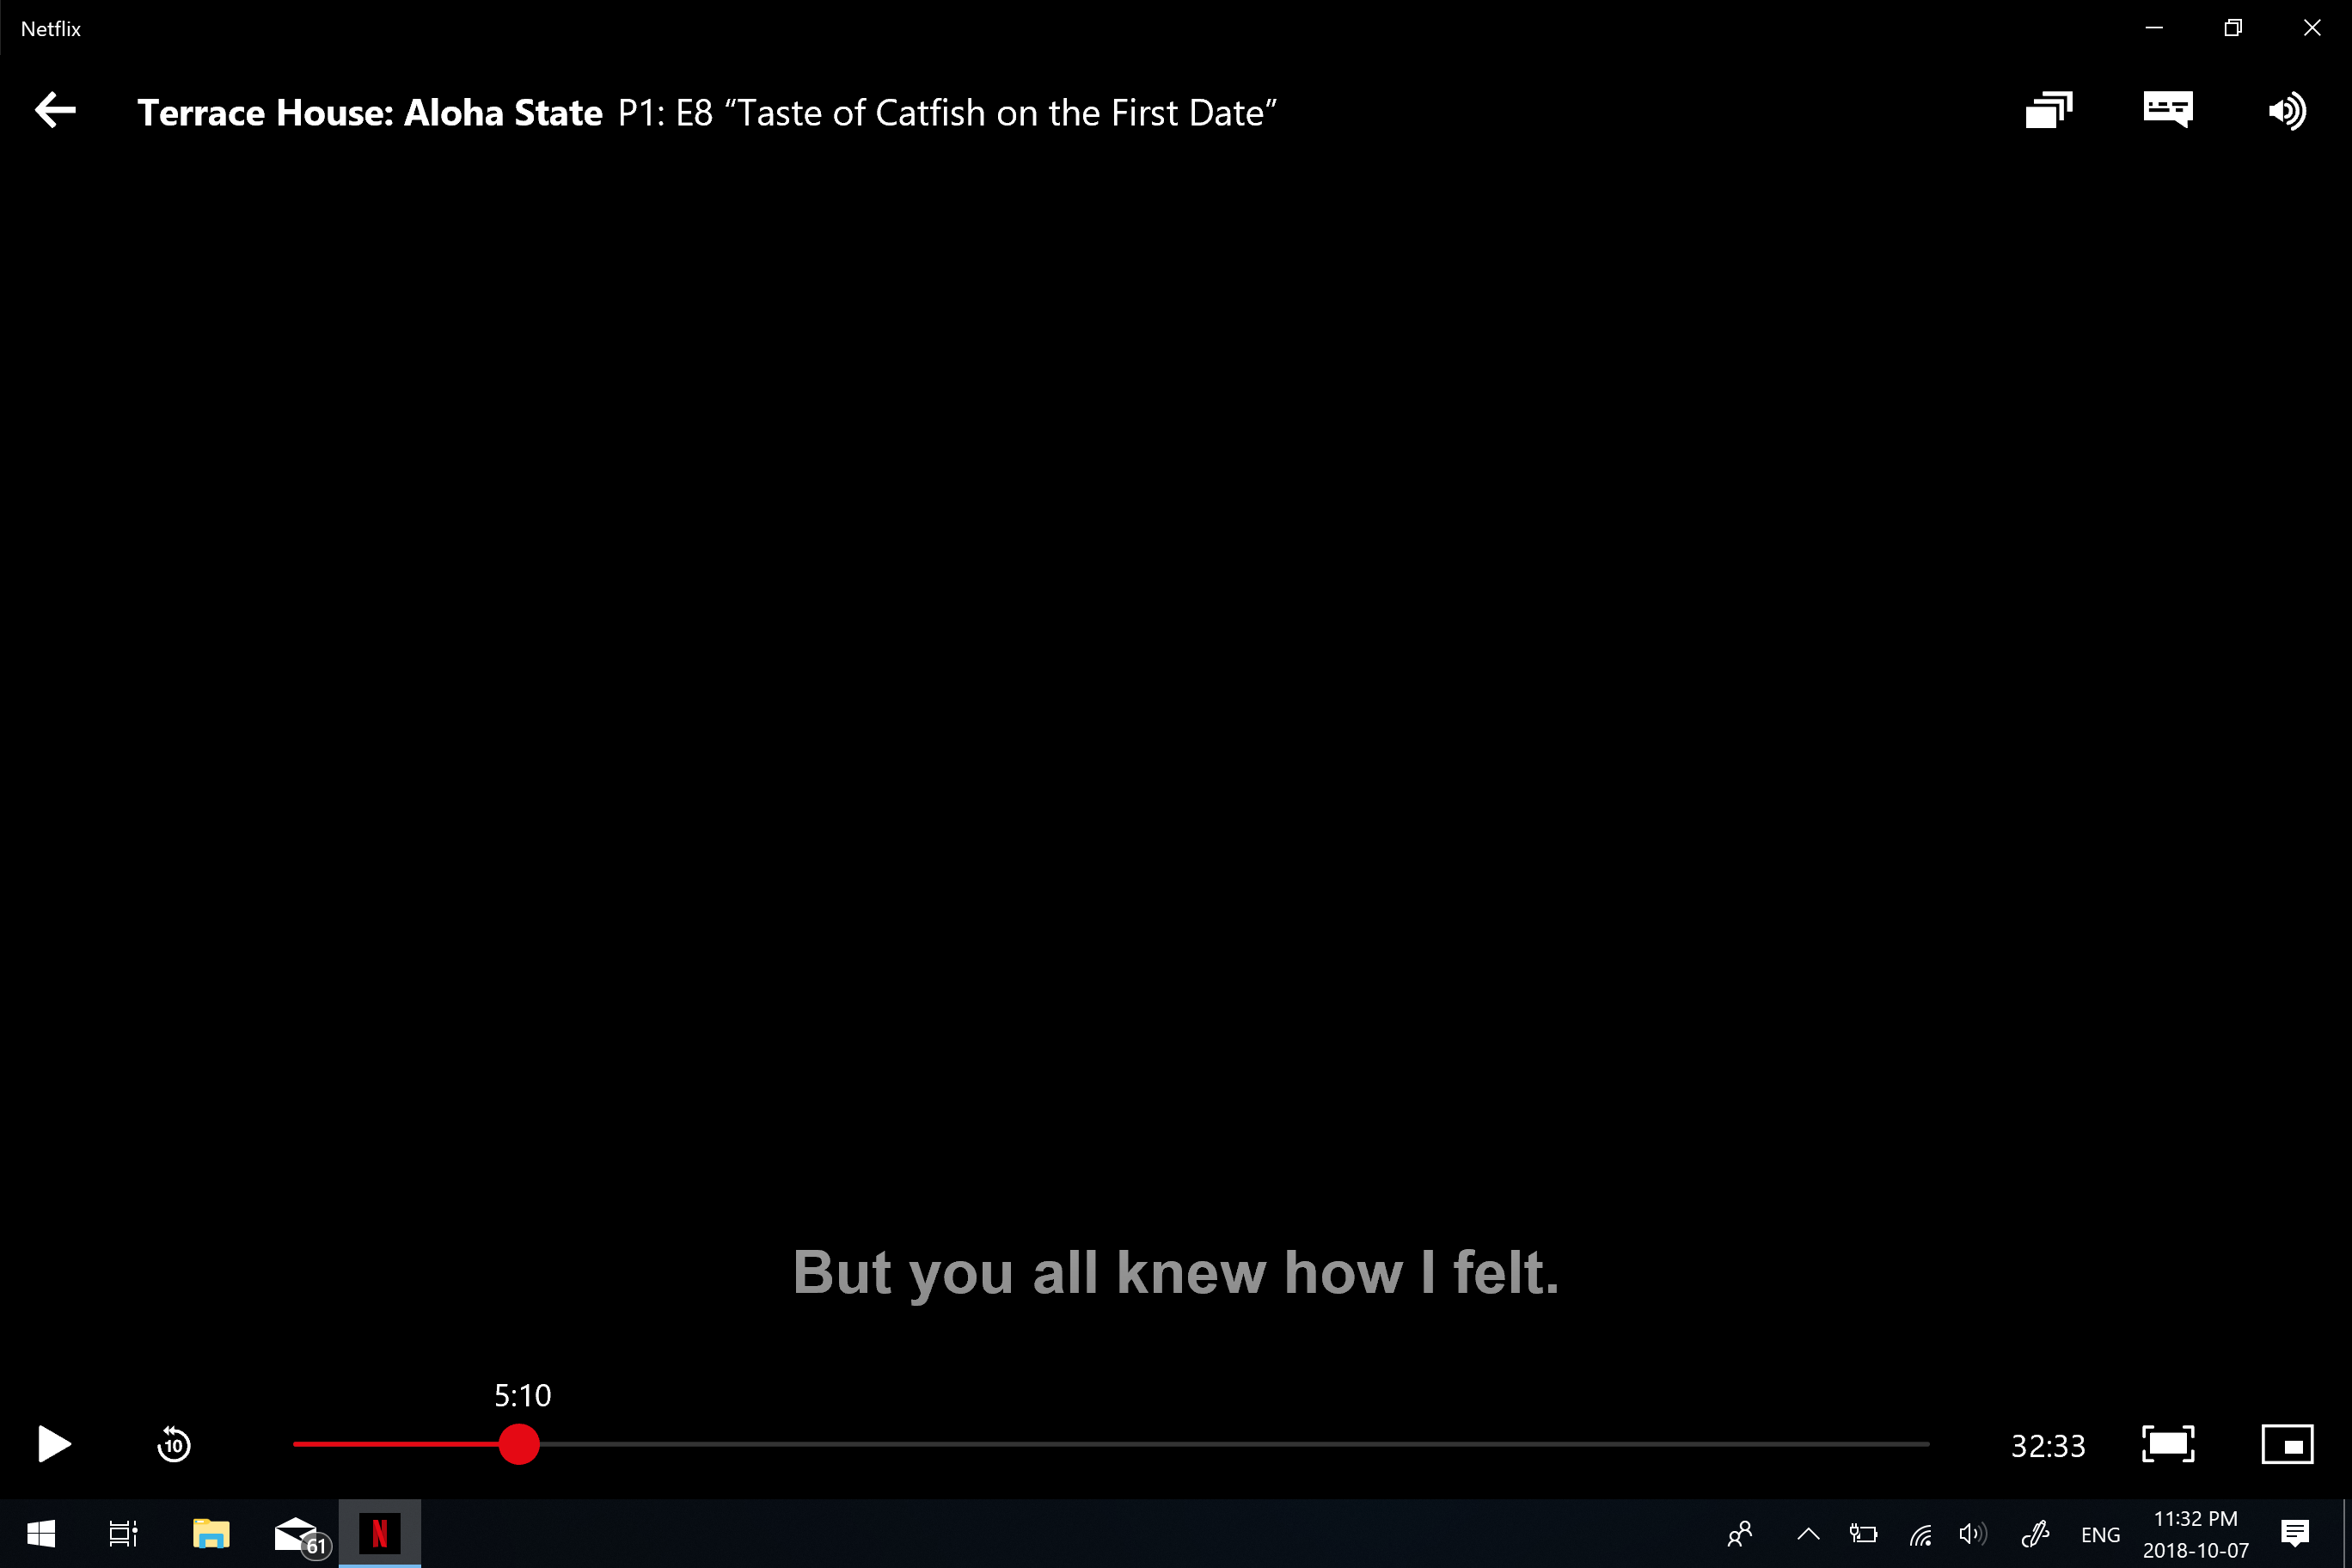 Netflix
Terrace House: Aloha State P1: E8 “Taste of Catfish on the First Date”
But you all knew how I felt.
5:10
10
32:33
61
N
ENG
11:32 PM
2018-10-07